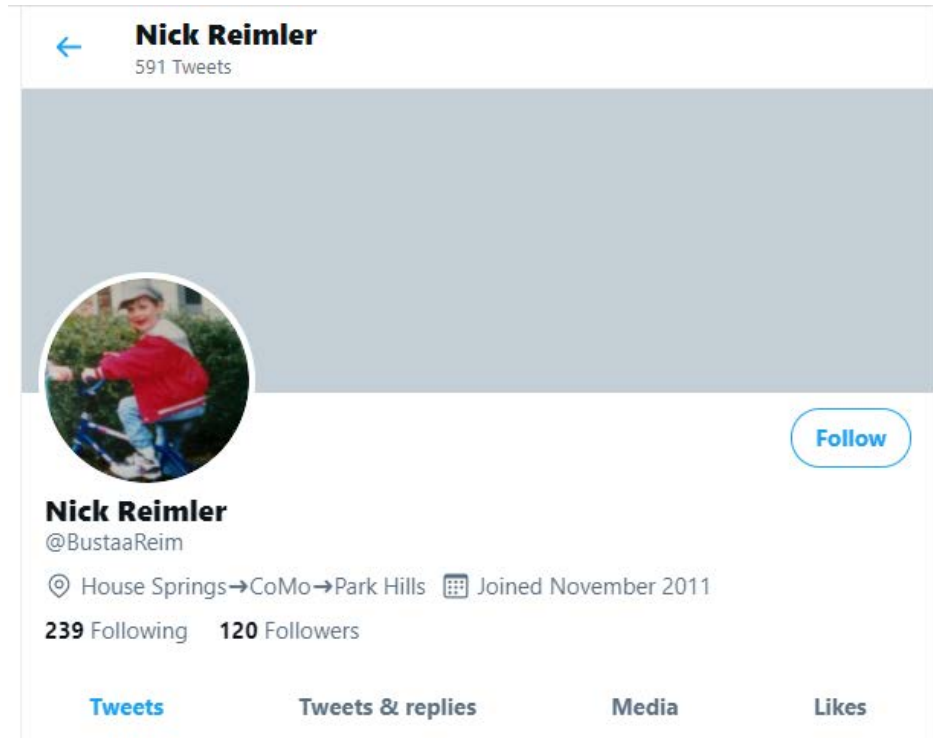 Nick Reimler
591 Tweets
Follow
Nick Reimler
@BustaaReim
House Springs→CoMo→Park Hills Joined November 2011
239 Following 120 Followers
Tweets Tweets & replies Media Likes